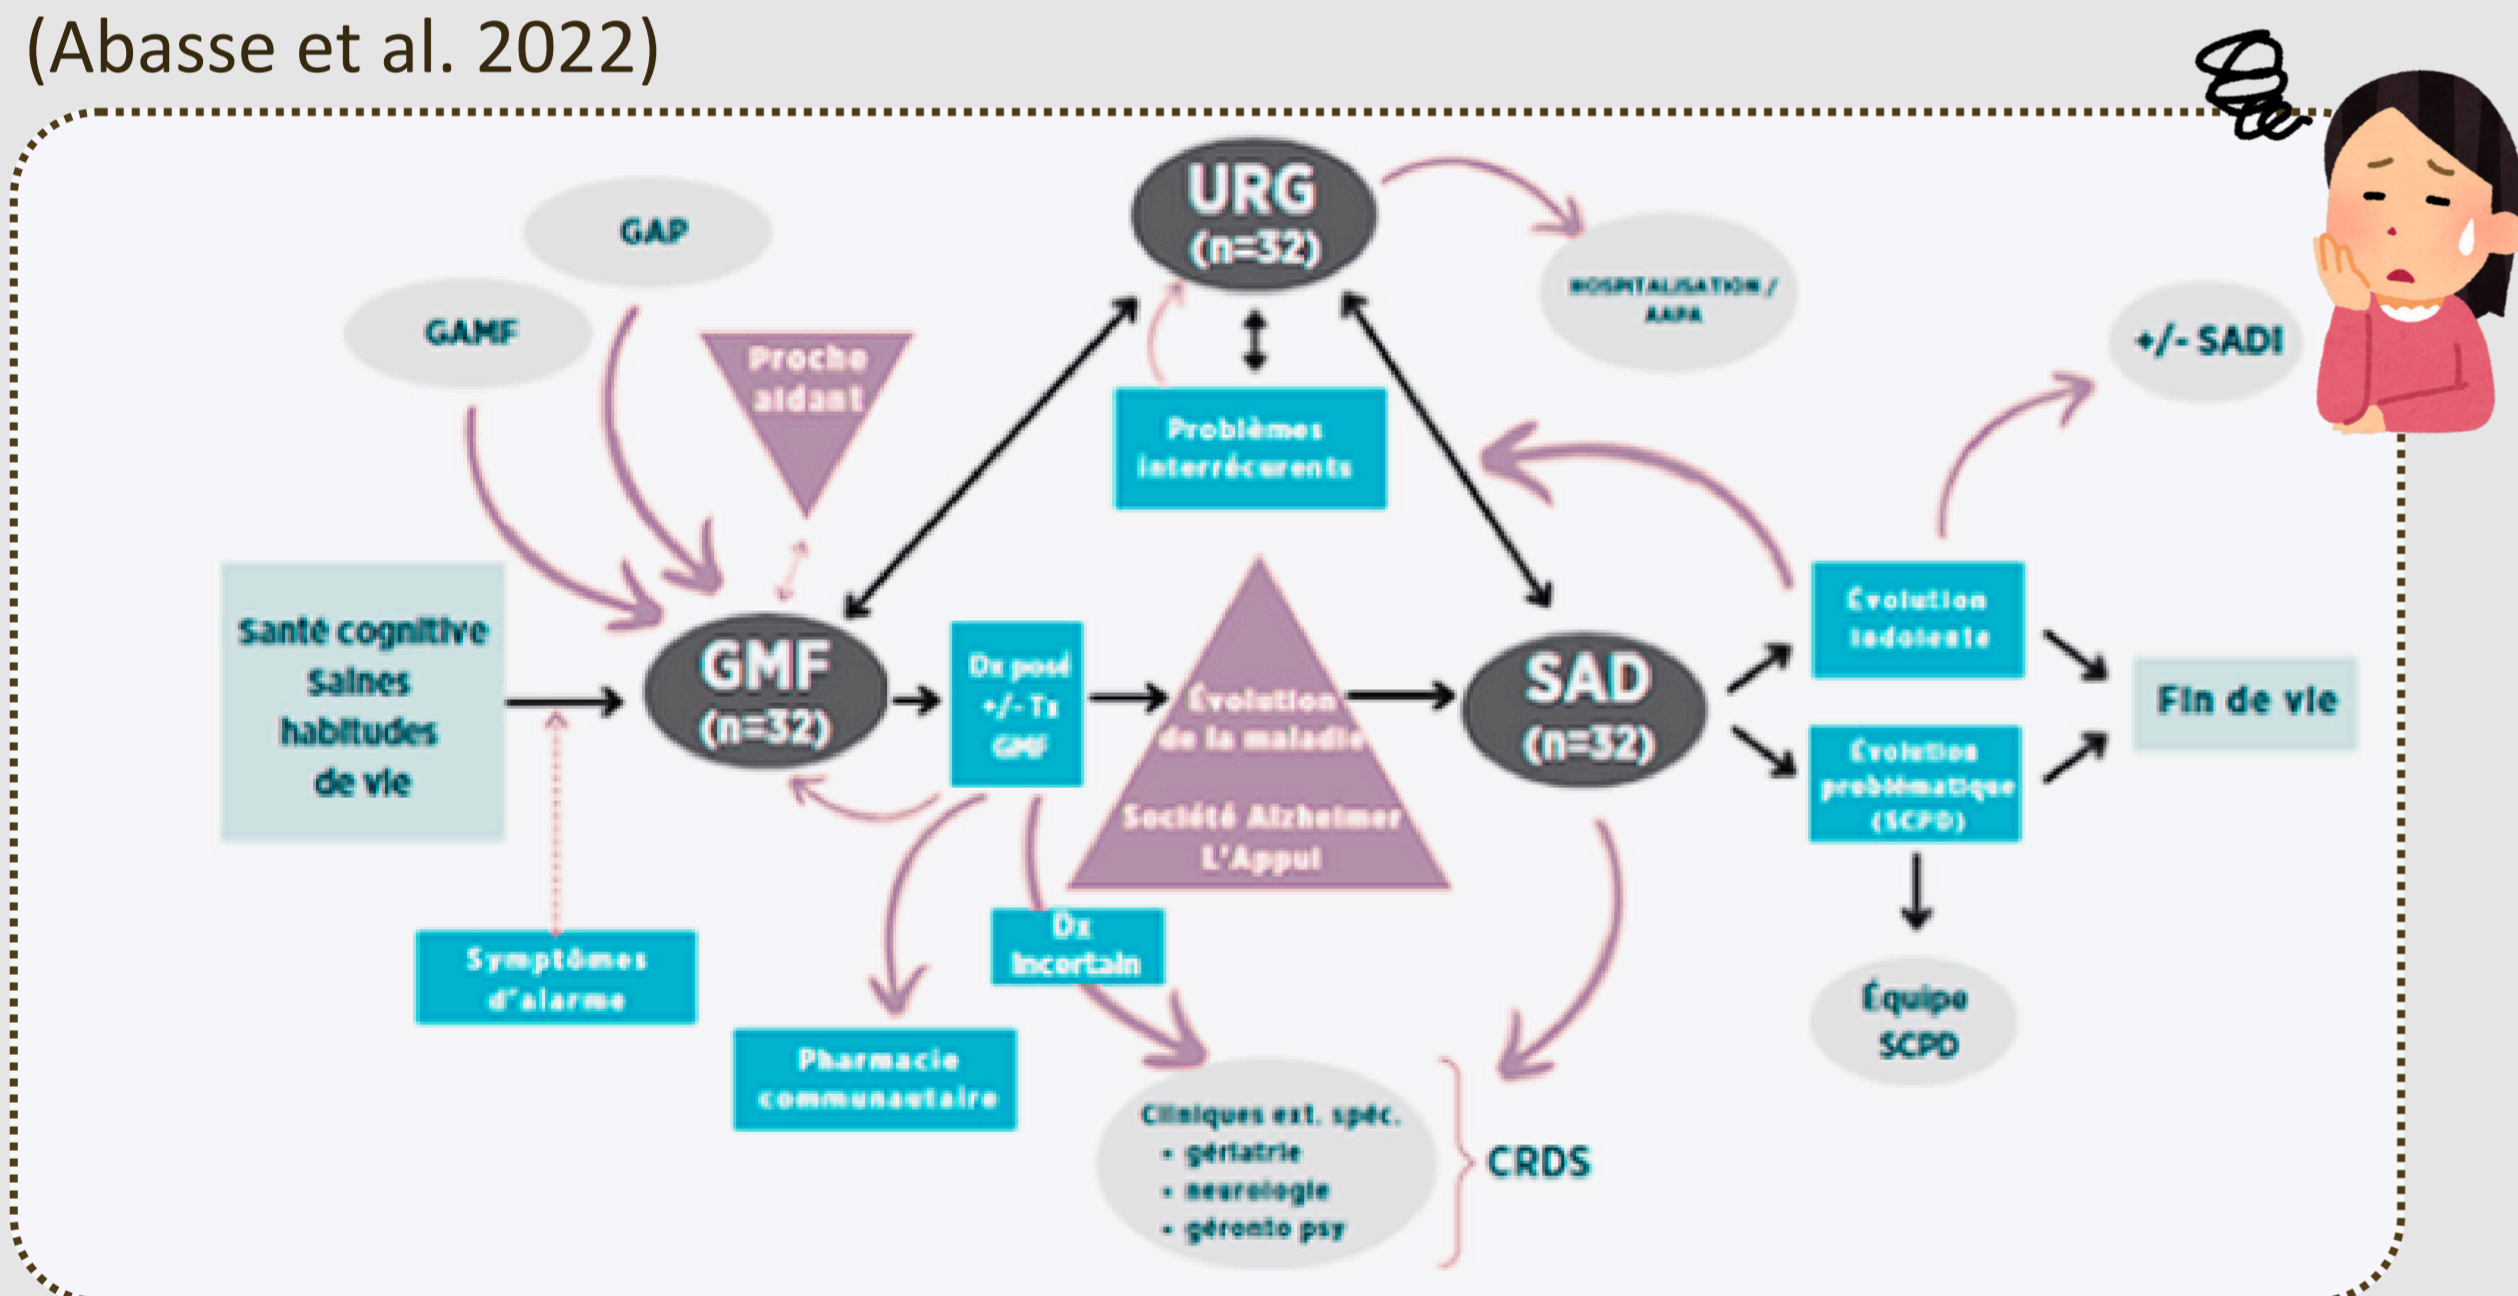 (Abasse et al. 2022)
URG
(n=32)
GAP
GAMF
HOSPITALISATION /
AAPA
+/- SADI
Proche
aidant
Problèmes
interrécurents
Santé cognitive
Saines
habitudes
de vie
GMF
(n=32)
Dx posé
+/- Tx
GMF
Évolution
de la maladie
Société Alzheimer
L'Appui
SAD
(n=32)
Évolution
indolente
Évolution
problématique
(SCPD)
Fin de vie
Symptômes
d'alarme
Dx
Incertain
Pharmacie
communautaire
Équipe
SCPD
Cliniques ext. spéc.
• gériatrie
• neurologie
• géronto psy
CRDS